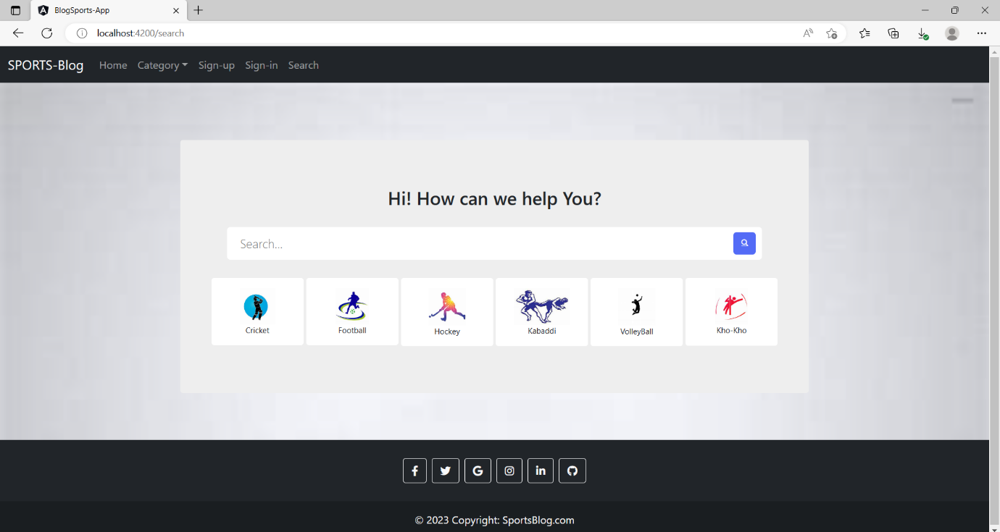 BlogSports-App
localhost:4200/search
SPORTS-Blog Home Category Sign-up Sign-in Search
Hi! How can we help You?
Search...
Cricket Football Hockey Kabaddi VolleyBall Kho-Kho
© 2023 Copyright: SportsBlog.com